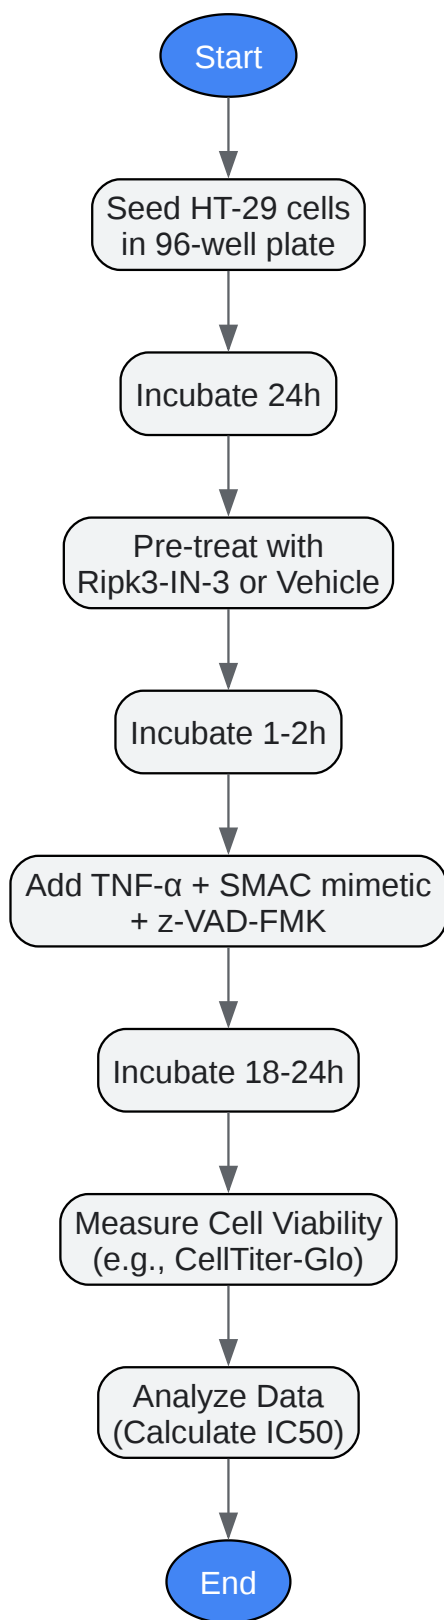 Start
Seed HT-29 cells
in 96-well plate
Incubate 24h
Pre-treat with
Ripk3-IN-3 or Vehicle
Incubate 1-2h
Add TNF-α + SMAC mimetic
+ z-VAD-FMK
Incubate 18-24h
Measure Cell Viability
(e.g., CellTiter-Glo)
Analyze Data
(Calculate IC50)
End